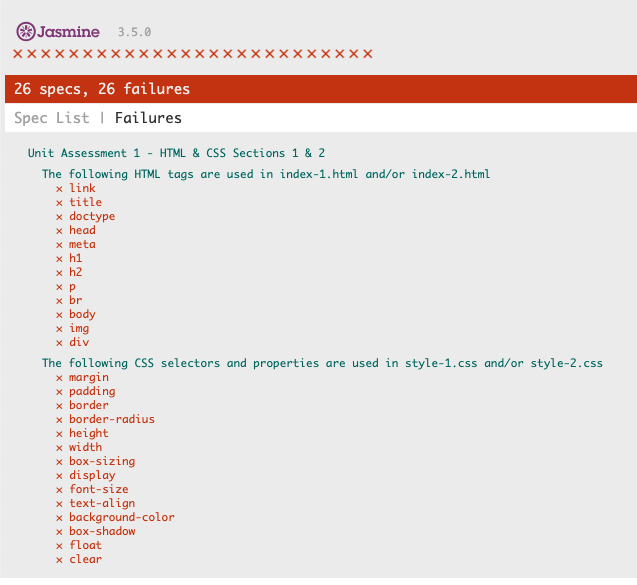 Jasmine 3.5.0
××××××××××××××××××××××××××
26 specs, 26 failures
Spec List | Failures
Unit Assessment 1 - HTML & CSS Sections 1 & 2
The following HTML tags are used in index-1.html and/or index-2.html
× link
× title
× doctype
× head
× meta
× h1
× h2
× p
× br
× body
× img
× div
The following CSS selectors and properties are used in style-1.css and/or style-2.css
× margin
× padding
× border
× border-radius
× height
× width
× box-sizing
× display
× font-size
× text-align
× background-color
× box-shadow
× float
× clear